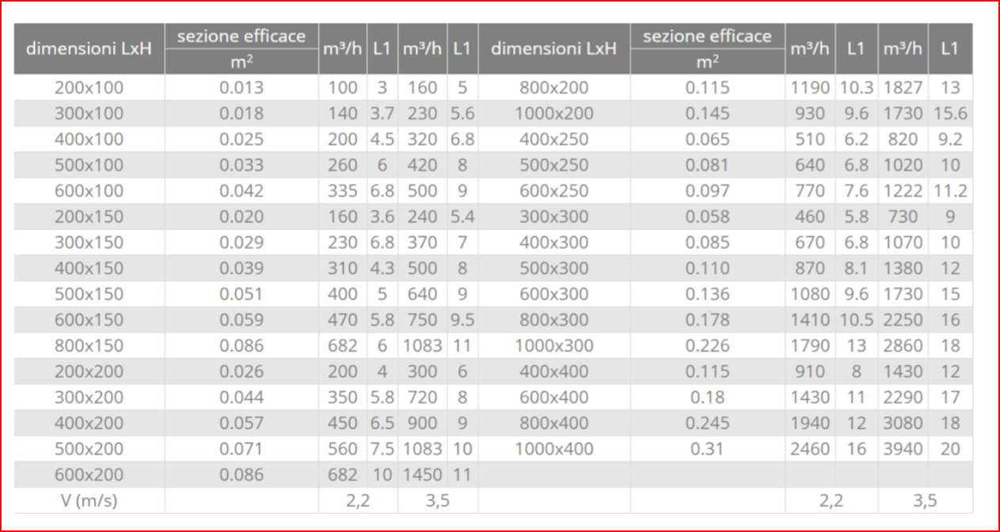 dimensioni LxH sezione efficace m² m³/h L1 m³/h L1 dimensioni LxH sezione efficace m² m³/h L1 m³/h L1
200x100 0.013 100 3 160 5 800x200 0.115 1190 10.3 1827 13
300x100 0.018 140 3.7 230 5.6 1000x200 0.145 930 9.6 1730 15.6
400x100 0.025 200 4.5 320 6.8 400x250 0.065 510 6.2 820 9.2
500x100 0.033 260 6 420 8 500x250 0.081 640 6.8 1020 10
600x100 0.042 335 6.8 500 9 600x250 0.097 770 7.6 1222 11.2
200x150 0.020 160 3.6 240 5.4 300x300 0.058 460 5.8 730 9
300x150 0.029 230 6.8 370 7 400x300 0.085 670 6.8 1070 10
400x150 0.039 310 4.3 500 8 500x300 0.110 870 8.1 1380 12
500x150 0.051 400 5 640 9 600x300 0.136 1080 9.6 1730 15
600x150 0.059 470 5.8 750 9.5 800x300 0.178 1410 10.5 2250 16
800x150 0.086 682 6 1083 11 1000x300 0.226 1790 13 2860 18
200x200 0.026 200 4 300 6 400x400 0.115 910 8 1430 12
300x200 0.044 350 5.8 720 8 600x400 0.18 1430 11 2290 17
400x200 0.057 450 6.5 900 9 800x400 0.245 1940 12 3080 18
500x200 0.071 560 7.5 1083 10 1000x400 0.31 2460 16 3940 20
600x200 0.086 682 10 1450 11
V (m/s) 2,2 3,5 2,2 3,5